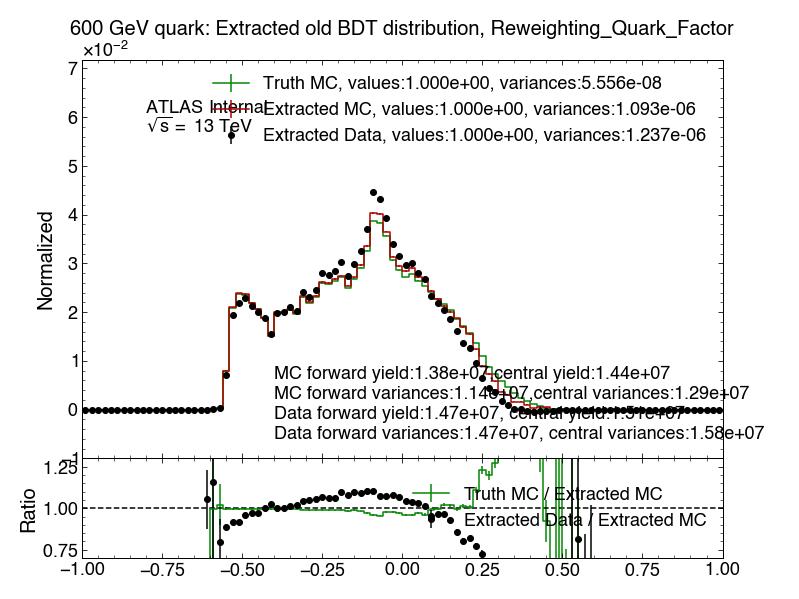 600 GeV quark: Extracted old BDT distribution, Reweighting_Quark_Factor
×10⁻²
Truth MC, values:1.000e+00, variances:5.556e-08
ATLAS Internal
Extracted MC, values:1.000e+00, variances:1.093e-06
√s = 13 TeV
Extracted Data, values:1.000e+00, variances:1.237e-06
7
6
5
4
3
2
1
0
−1
Normalized
MC forward yield:1.38e+07, central yield:1.44e+07
MC forward variances:1.14e+07, central variances:1.29e+07
Data forward yield:1.47e+07, central yield:
Data forward variances:1.47e+07, central variances:1.58e+07
1.25
1.00
0.75
Ratio
Truth MC / Extracted MC
Extracted Data / Extracted MC
−1.00 −0.75 −0.50 −0.25 0.00 0.25 0.50 0.75 1.00